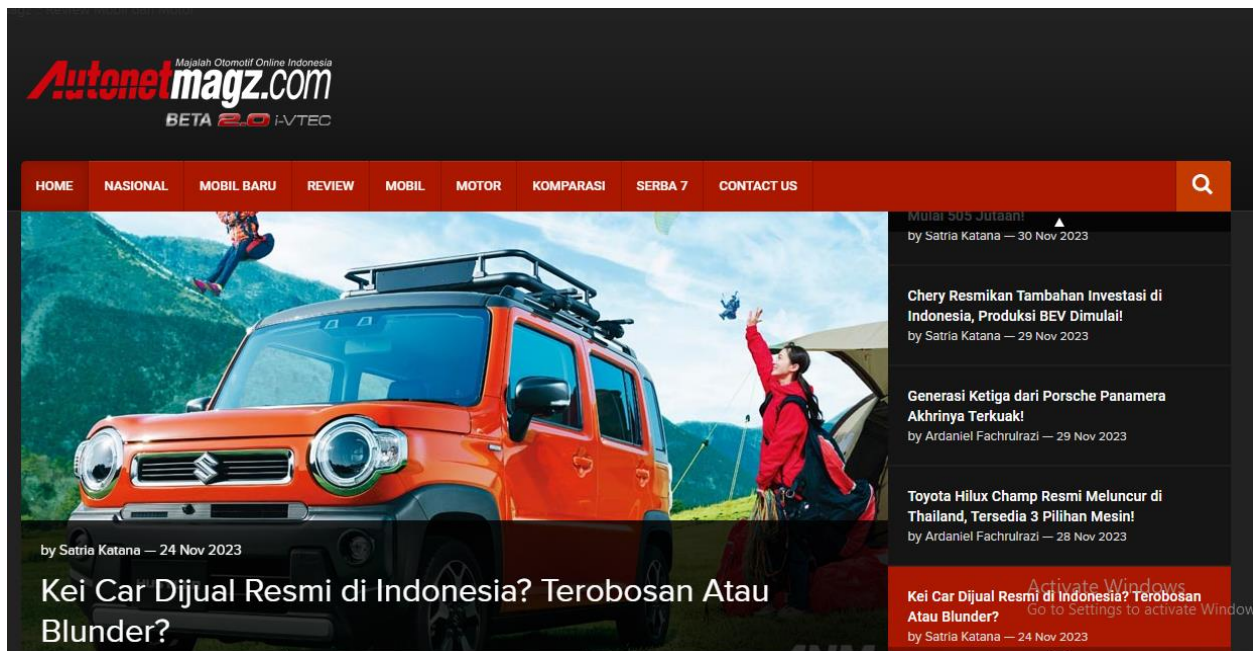 Majalah Otomotif Online Indonesia
Autonetmagz.com
BETA 2.0 i-VTEC
HOME NASIONAL MOBIL BARU REVIEW MOBIL MOTOR KOMPARASI SERBA 7 CONTACT US
by Satria Katana — 24 Nov 2023
Kei Car Dijual Resmi di Indonesia? Terobosan Atau
Blunder?
Mulai 505 Jutaan!
by Satria Katana — 30 Nov 2023
Chery Resmikan Tambahan Investasi di
Indonesia, Produksi BEV Dimulai!
by Satria Katana — 29 Nov 2023
Generasi Ketiga dari Porsche Panamera
Akhrinya Terkuak!
by Ardaniel Fachrulrazi — 29 Nov 2023
Toyota Hilux Champ Resmi Meluncur di
Thailand, Tersedia 3 Pilihan Mesin!
by Ardaniel Fachrulrazi — 28 Nov 2023
Kei Car Dijual Resmi di Indonesia? Terobosan
Atau Blunder?
by Satria Katana — 24 Nov 2023
Activate Windows
Go to Settings to activate Window